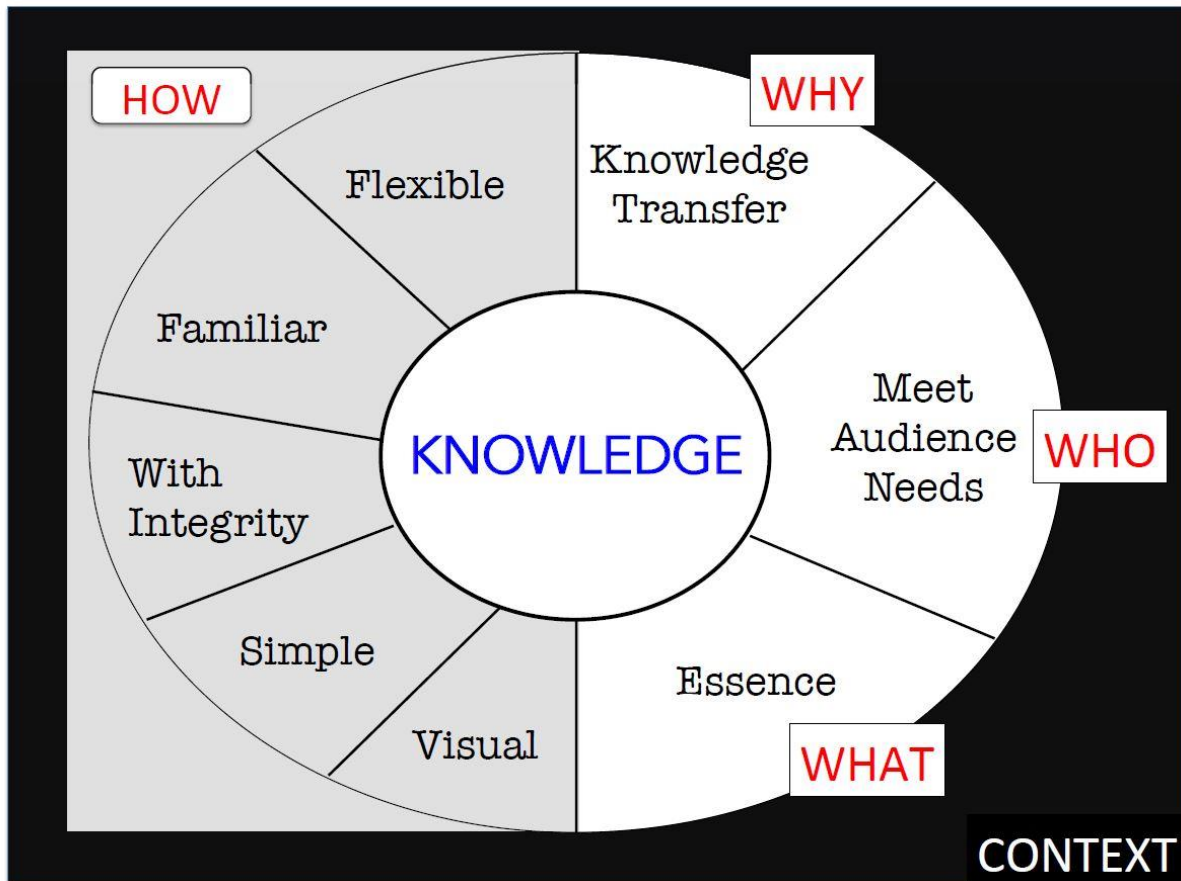 HOW
WHY
Flexible
Knowledge
Transfer
Familiar
Meet
Audience
Needs
WHO
KNOWLEDGE
With
Integrity
Simple
Essence
Visual
WHAT
CONTEXT